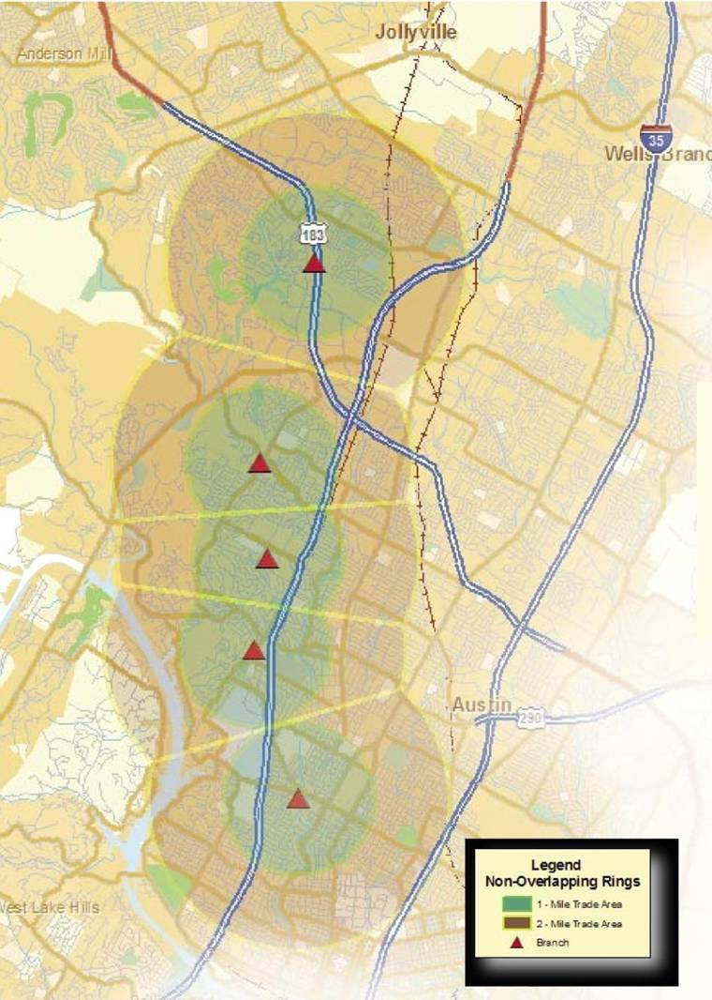 Jollyville
Anderson Mill
35
Wells Branc
183
Austin
290
West Lake Hills
Legend
Non-Overlapping Rings
1 - Mile Trade Area
2 - Mile Trade Area
Branch